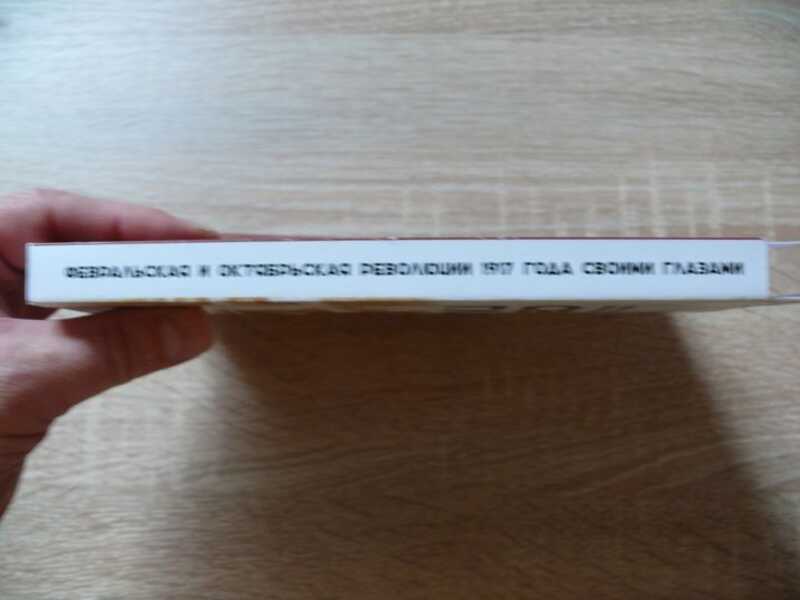 ФЕВРАЛЬСКАЯ И ОКТЯБРЬСКАЯ РЕВОЛЮЦИИ 1917 ГОДА СВОИМИ ГЛАЗАМИ